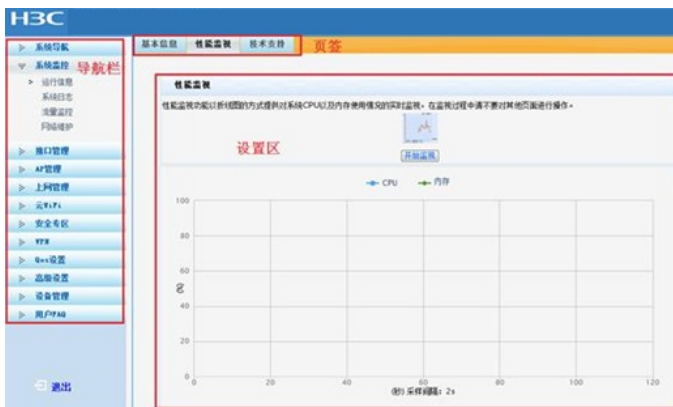 H3C
系统导航
系统监控
导航栏
运行信息
系统日志
流量监控
网络维护
接口管理
AP管理
上网管理
云WiFi
安全专区
VPN
QoS设置
高级设置
设备管理
用户FAQ
退出
基本信息 性能监视 技术支持 页签
性能监视
性能监视功能以折线图的方式提供对系统CPU以及内存使用情况的实时监视。在监视过程中请不要对其他页面进行操作。
设置区
开始监视
CPU 内存
100
80
60
(%)
40
20
0
0 20 40 60 80 100 120
(秒) 采样间隔: 2s